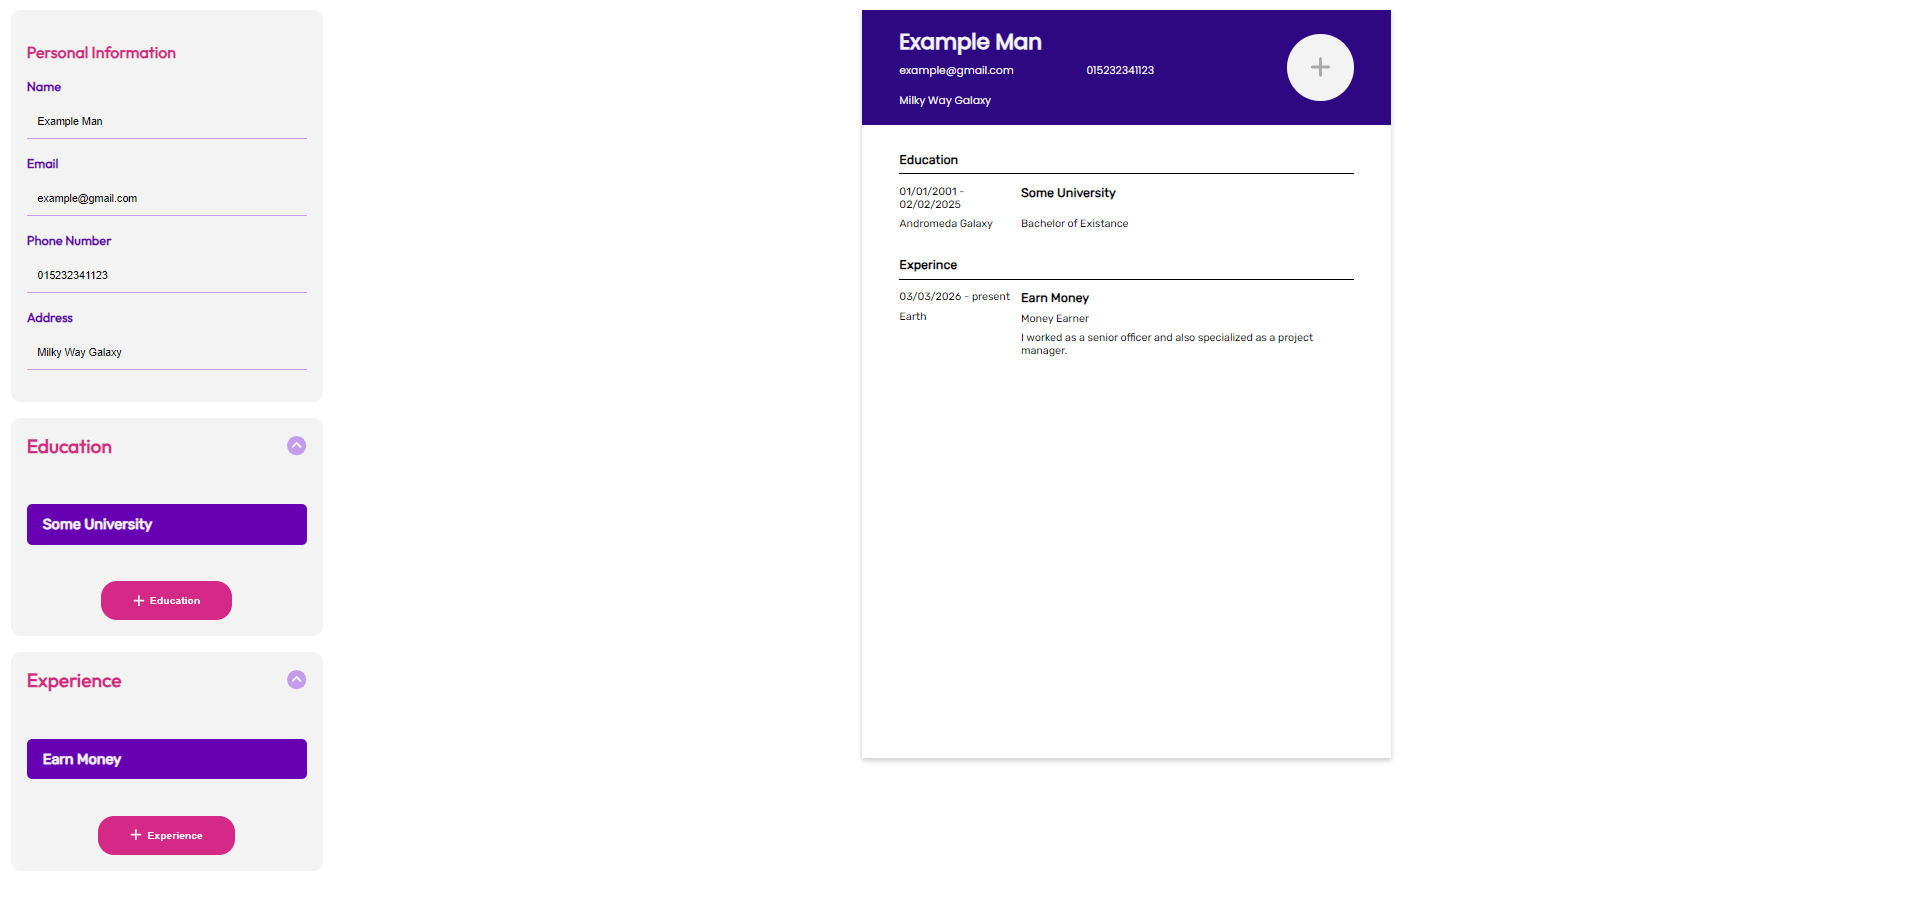 Personal Information
Name
Example Man
Email
example@gmail.com
Phone Number
015232341123
Address
Milky Way Galaxy
Education
Some University
+ Education
Experience
Earn Money
+ Experience
Example Man
example@gmail.com 015232341123
Milky Way Galaxy
Education
01/01/2001 - Some University
02/02/2025
Andromeda Galaxy Bachelor of Existance
Experince
03/03/2026 - present Earn Money
Earth Money Earner
I worked as a senior officer and also specialized as a project
manager.